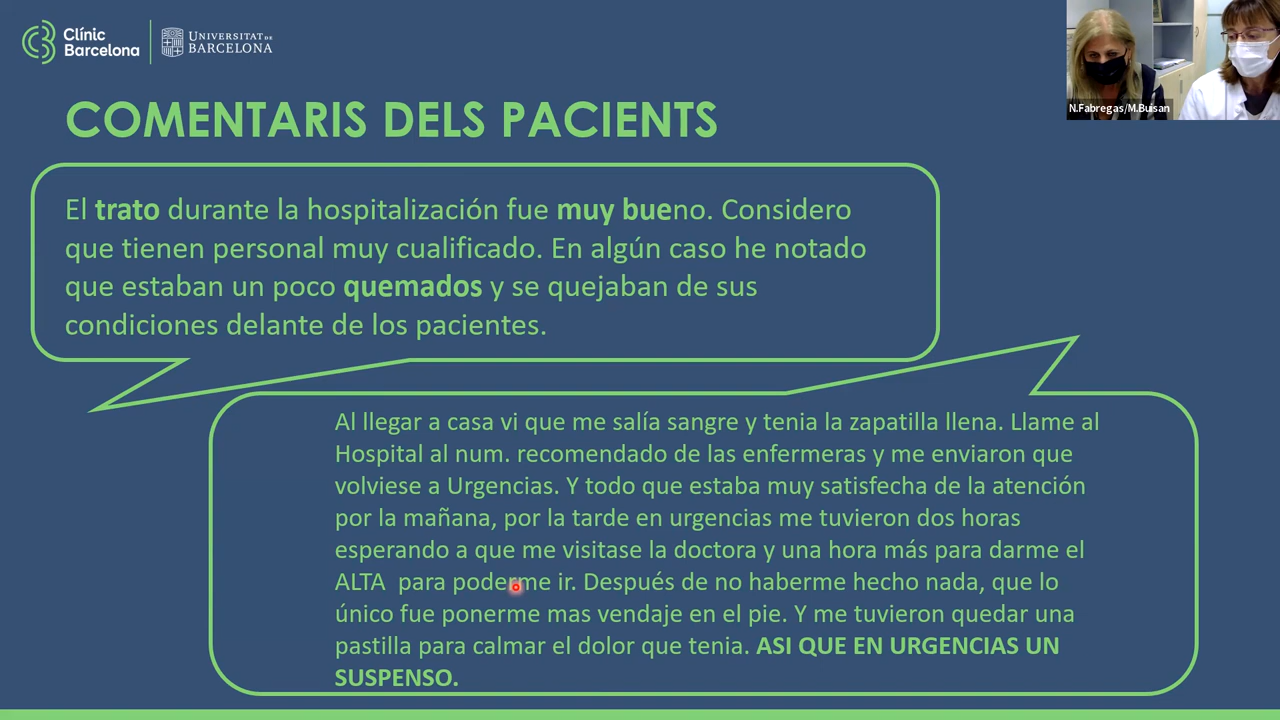 Clínic
Barcelona
UNIVERSITAT DE
BARCELONA
N.Fabregas/M.Buisan
COMENTARIS DELS PACIENTS
El trato durante la hospitalización fue muy bueno. Considero
que tienen personal muy cualificado. En algún caso he notado
que estaban un poco quemados y se quejaban de sus
condiciones delante de los pacientes.
Al llegar a casa vi que me salía sangre y tenia la zapatilla llena. Llame al
Hospital al num. recomendado de las enfermeras y me enviaron que
volviese a Urgencias. Y todo que estaba muy satisfecha de la atención
por la mañana, por la tarde en urgencias me tuvieron dos horas
esperando a que me visitase la doctora y una hora más para darme el
ALTA  para poderme ir. Después de no haberme hecho nada, que lo
único fue ponerme mas vendaje en el pie. Y me tuvieron quedar una
pastilla para calmar el dolor que tenia. ASI QUE EN URGENCIAS UN
SUSPENSO.